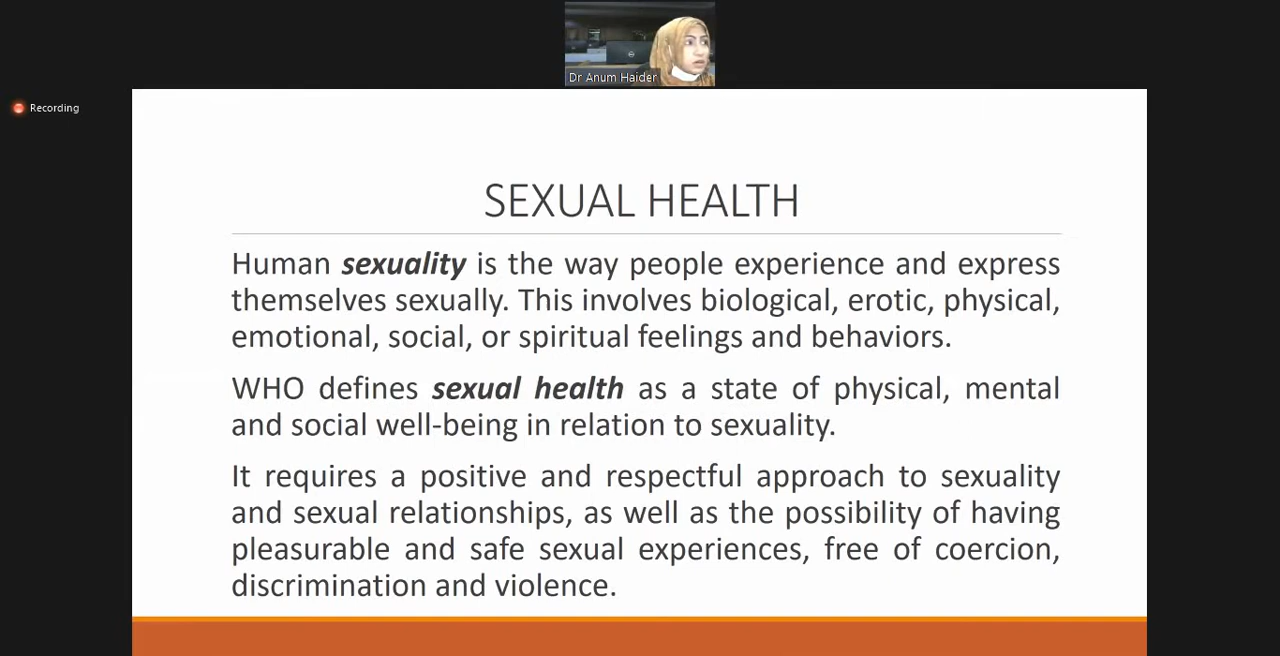 Dr Anum Haider
Recording
SEXUAL HEALTH
Human sexuality is the way people experience and express
themselves sexually. This involves biological, erotic, physical,
emotional, social, or spiritual feelings and behaviors.
WHO defines sexual health as a state of physical, mental
and social well-being in relation to sexuality.
It requires a positive and respectful approach to sexuality
and sexual relationships, as well as the possibility of having
pleasurable and safe sexual experiences, free of coercion,
discrimination and violence.